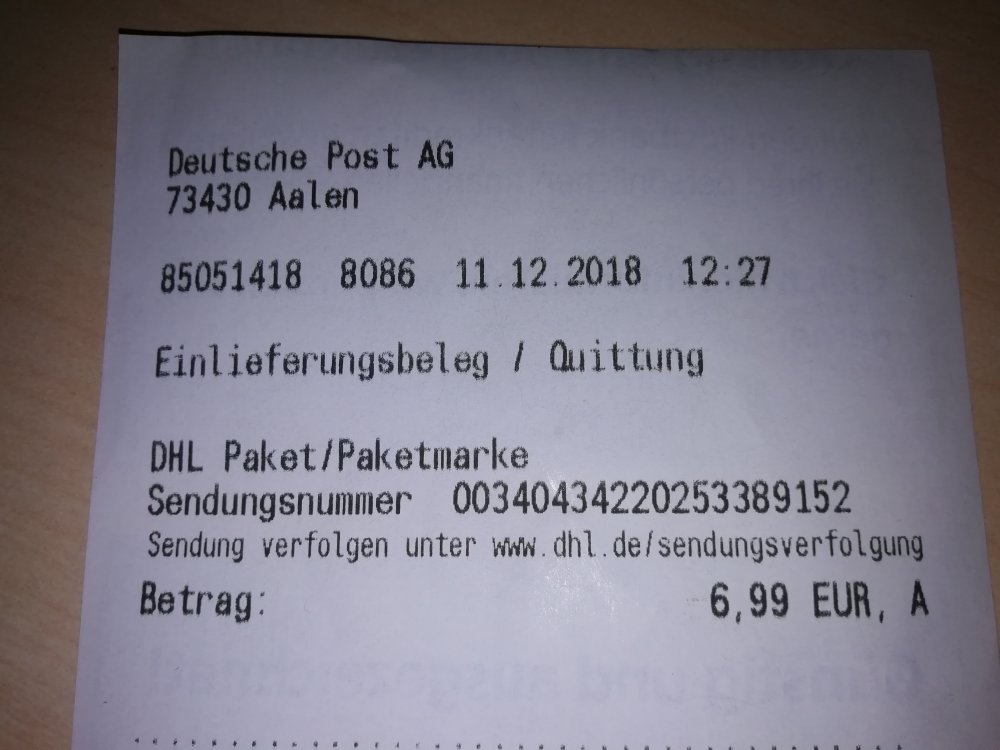 Deutsche Post AG
73430 Aalen
85051418 8086 11.12.2018 12:27
Einlieferungsbeleg / Quittung
DHL Paket/Paketmarke
Sendungsnummer 00340434220253389152
Sendung verfolgen unter www.dhl.de/sendungsverfolgung
Betrag: 6,99 EUR, A